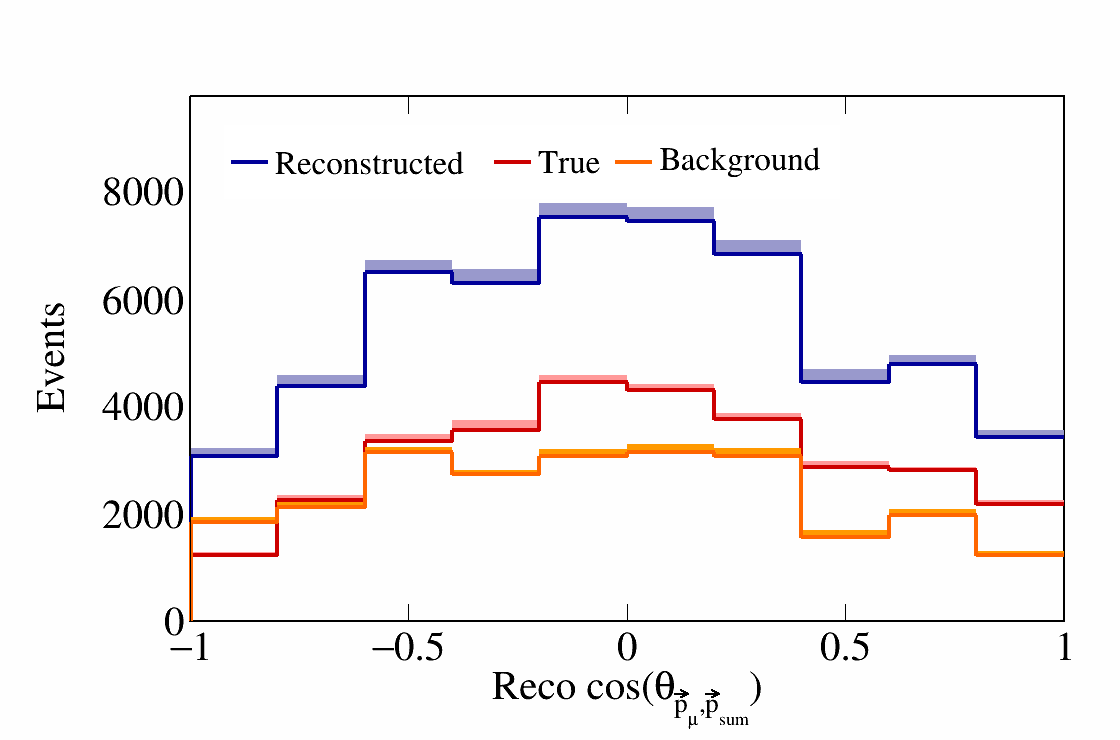 Reconstructed True Background
8000
6000
4000
2000
0
Events
−1 −0.5 0 0.5 1
Reco cos(θ p⃗μ,p⃗sum)